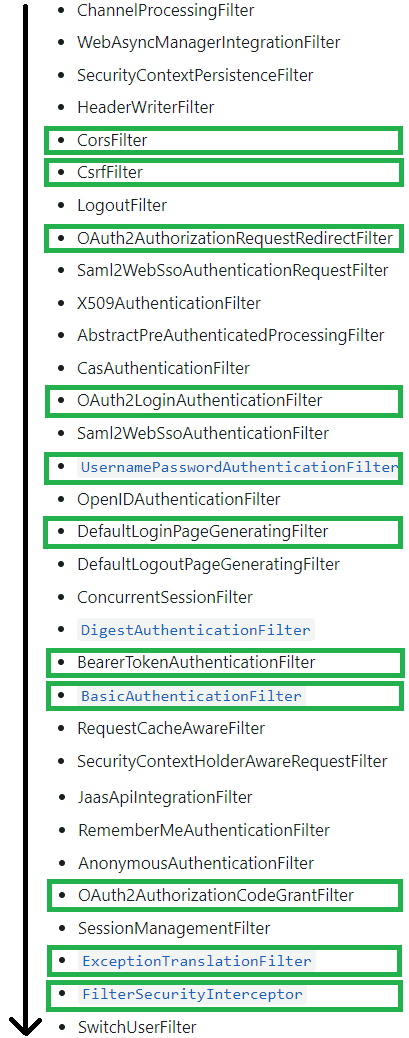 ChannelProcessingFilter
WebAsyncManagerIntegrationFilter
SecurityContextPersistenceFilter
HeaderWriterFilter
CorsFilter
CsrfFilter
LogoutFilter
OAuth2AuthorizationRequestRedirectFilter
Saml2WebSsoAuthenticationRequestFilter
X509AuthenticationFilter
AbstractPreAuthenticatedProcessingFilter
CasAuthenticationFilter
OAuth2LoginAuthenticationFilter
Saml2WebSsoAuthenticationFilter
UsernamePasswordAuthenticationFilter
OpenIDAuthenticationFilter
DefaultLoginPageGeneratingFilter
DefaultLogoutPageGeneratingFilter
ConcurrentSessionFilter
DigestAuthenticationFilter
BearerTokenAuthenticationFilter
BasicAuthenticationFilter
RequestCacheAwareFilter
SecurityContextHolderAwareRequestFilter
JaasApiIntegrationFilter
RememberMeAuthenticationFilter
AnonymousAuthenticationFilter
OAuth2AuthorizationCodeGrantFilter
SessionManagementFilter
ExceptionTranslationFilter
FilterSecurityInterceptor
SwitchUserFilter